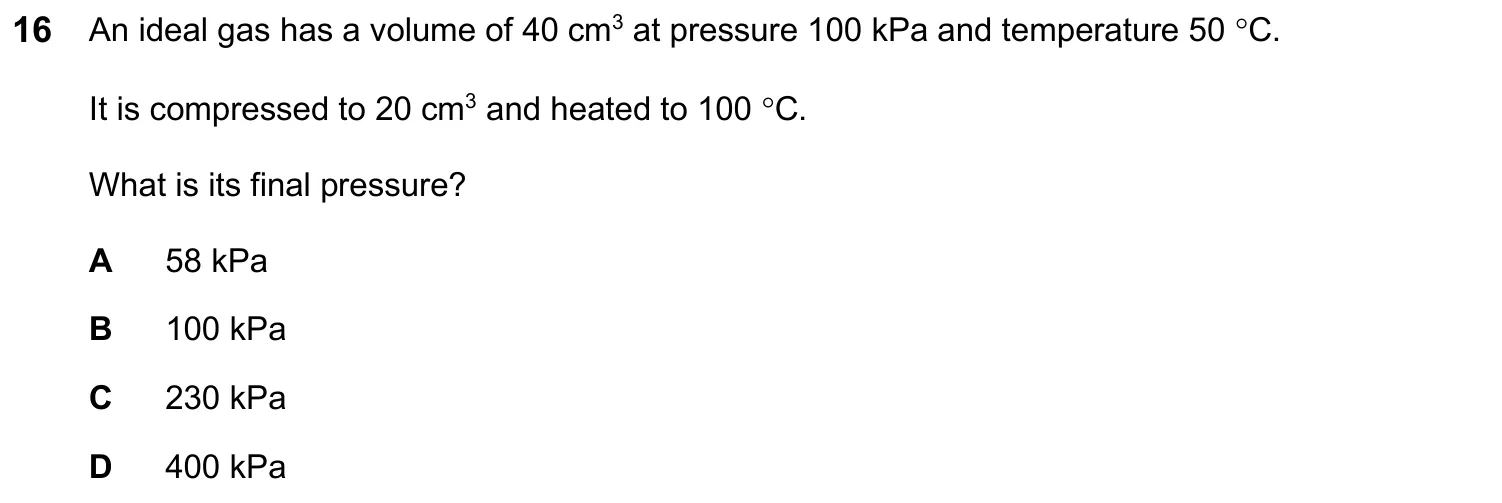 16 An ideal gas has a volume of 40 cm³ at pressure 100 kPa and temperature 50 °C.
It is compressed to 20 cm³ and heated to 100 °C.
What is its final pressure?
A 58 kPa
B 100 kPa
C 230 kPa
D 400 kPa